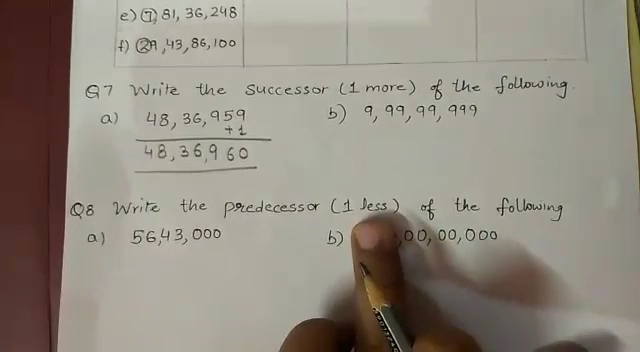 e) 7,81,36,248
f) 29,43,86,100
Q7 Write the successor (1 more) of the following.
a) 48,36,959 b) 9,99,99,999
+1
48,36,960
Q8 Write the predecessor (1 less) of the following
a) 56,43,000 b) ,00,00,000